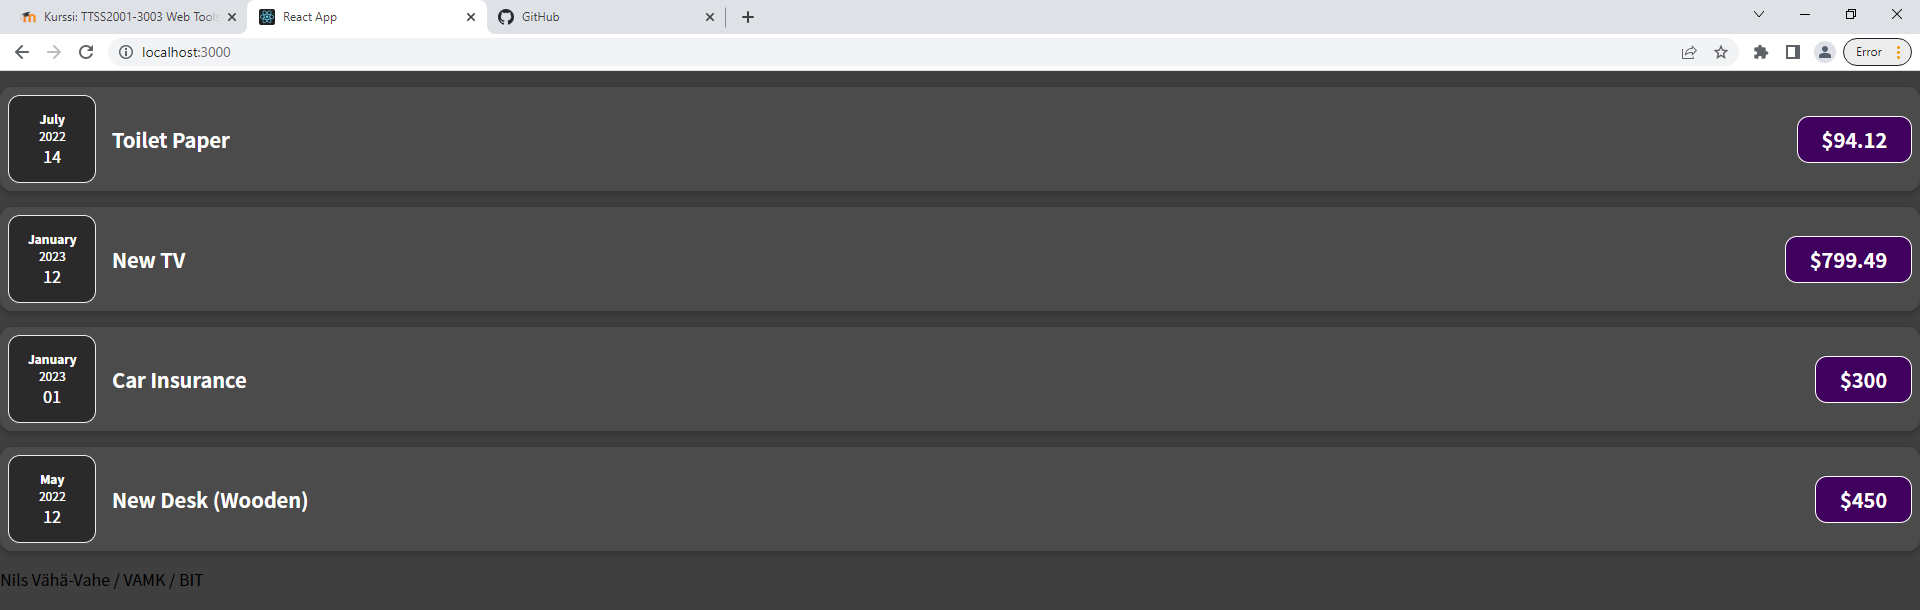 Kurssi: TTSS2001-3003 Web Tools
React App
GitHub
localhost:3000
Error
July
2022
14
Toilet Paper
$94.12
January
2023
12
New TV
$799.49
January
2023
01
Car Insurance
$300
May
2022
12
New Desk (Wooden)
$450
Nils Vähä-Vahe / VAMK / BIT